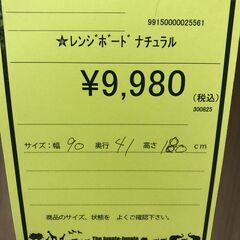 99150000025561
☆レンジボード ナチュラル
¥9,980
(税込)
300825
サイズ:幅 90 奥行 41 高さ 180 cm
商品のサイズ、状態を よくご確認下さい。
The Jungle-Jungle